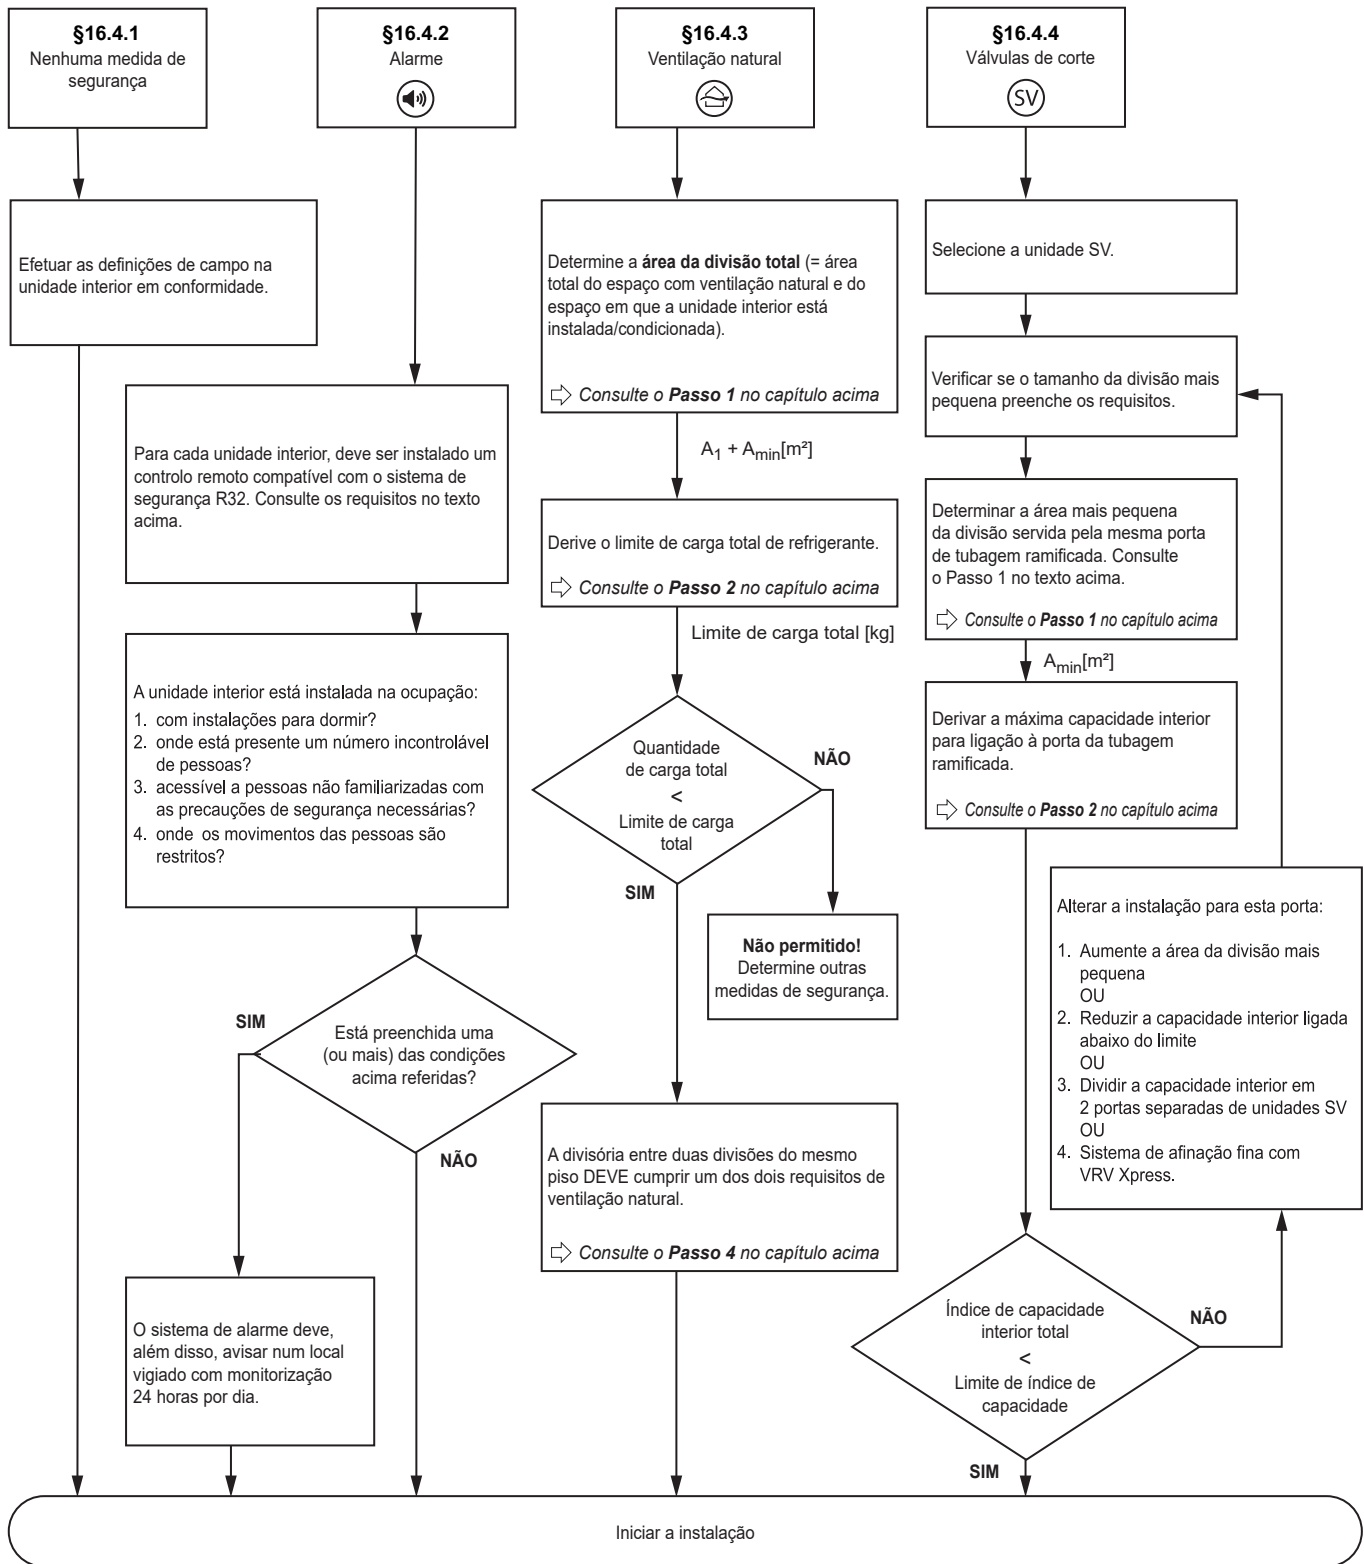 §16.4.1
Nenhuma medida de
segurança
Efetuar as definições de campo na
unidade interior em conformidade.
§16.4.2
Alarme
Para cada unidade interior, deve ser instalado um
controlo remoto compatível com o sistema de
segurança R32. Consulte os requisitos no texto
acima.
A unidade interior está instalada na ocupação:
1. com instalações para dormir?
2. onde está presente um número incontrolável
de pessoas?
3. acessível a pessoas não familiarizadas com
as precauções de segurança necessárias?
4. onde os movimentos das pessoas são
restritos?
SIM
Está preenchida uma
(ou mais) das condições
acima referidas?
NÃO
O sistema de alarme deve,
além disso, avisar num local
vigiado com monitorização
24 horas por dia.
§16.4.3
Ventilação natural
Determine a área da divisão total (= área
total do espaço com ventilação natural e do
espaço em que a unidade interior está
instalada/condicionada).
Consulte o Passo 1 no capítulo acima
A1 + Amin[m²]
Derive o limite de carga total de refrigerante.
Consulte o Passo 2 no capítulo acima
Limite de carga total [kg]
Quantidade
de carga total
<
Limite de carga
total
NÃO
SIM
Não permitido!
Determine outras
medidas de segurança.
A divisória entre duas divisões do mesmo
piso DEVE cumprir um dos dois requisitos de
ventilação natural.
Consulte o Passo 4 no capítulo acima
§16.4.4
Válvulas de corte
SV
Selecione a unidade SV.
Verificar se o tamanho da divisão mais
pequena preenche os requisitos.
Determinar a área mais pequena
da divisão servida pela mesma porta
de tubagem ramificada. Consulte
o Passo 1 no texto acima.
Consulte o Passo 1 no capítulo acima
Amin[m²]
Derivar a máxima capacidade interior
para ligação à porta da tubagem
ramificada.
Consulte o Passo 2 no capítulo acima
Alterar a instalação para esta porta:
1. Aumente a área da divisão mais
pequena
OU
2. Reduzir a capacidade interior ligada
abaixo do limite
OU
3. Dividir a capacidade interior em
2 portas separadas de unidades SV
OU
4. Sistema de afinação fina com
VRV Xpress.
Índice de capacidade
interior total
<
Limite de índice de
capacidade
NÃO
SIM
Iniciar a instalação